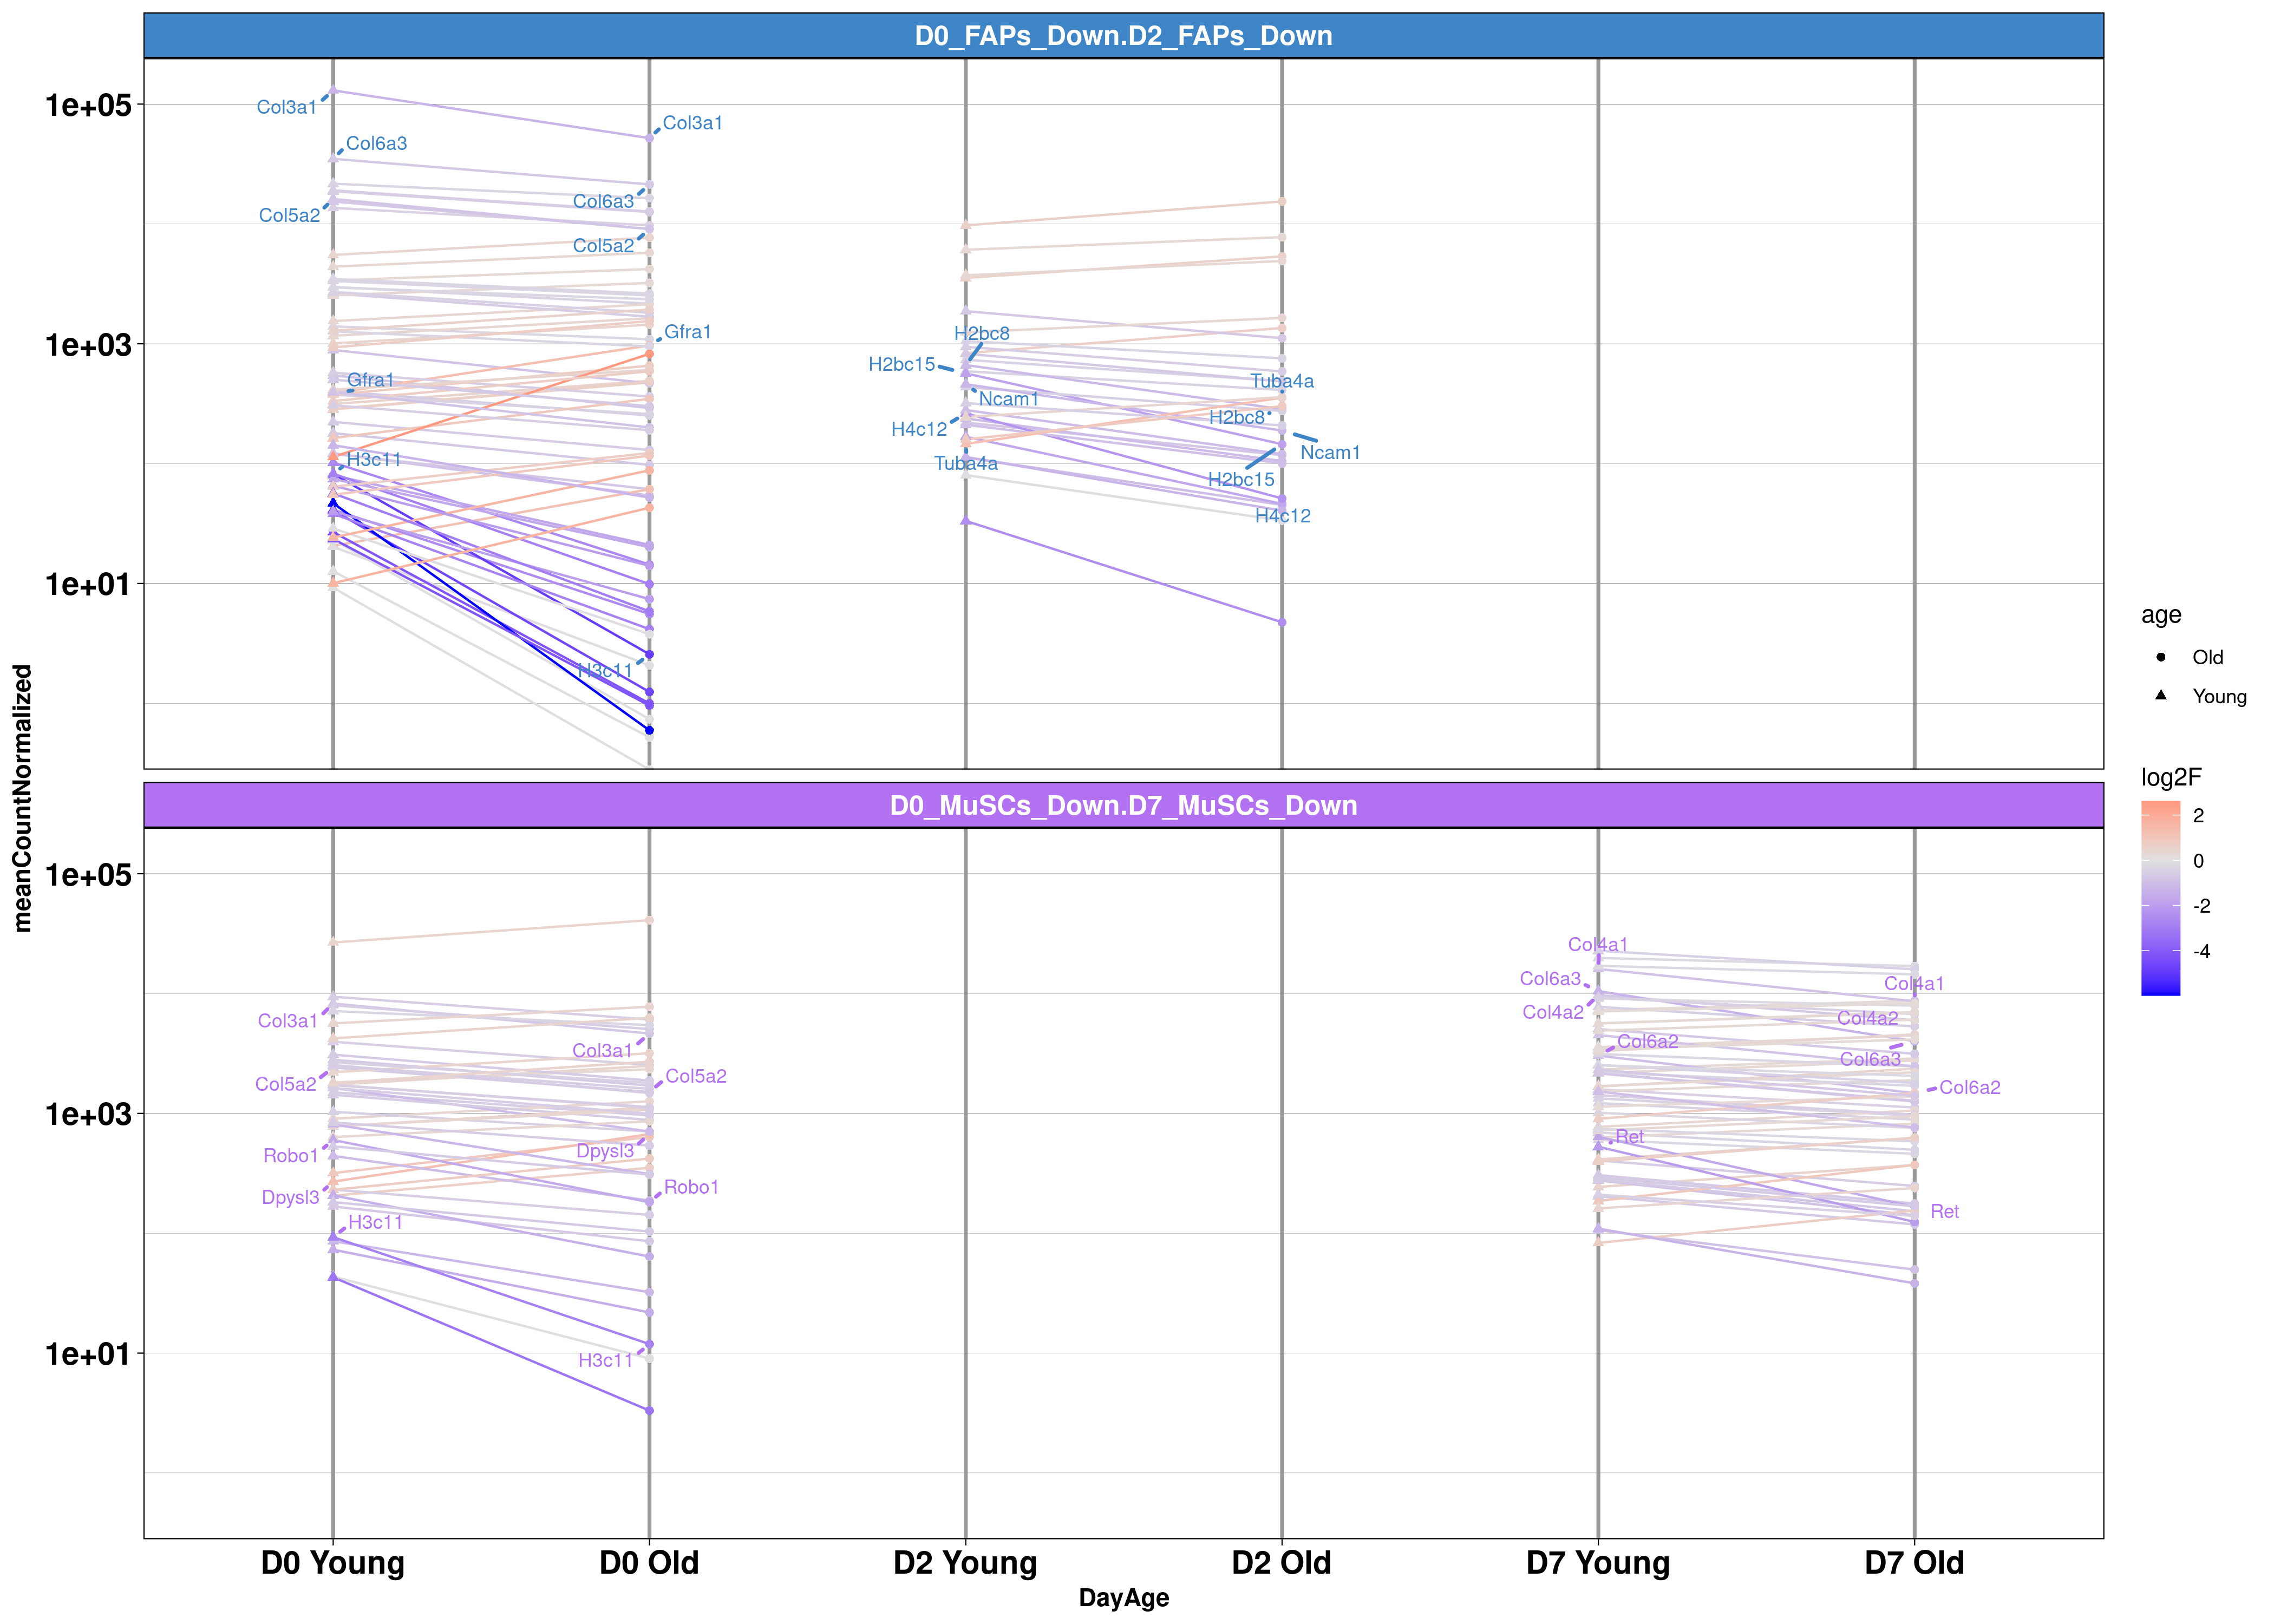 D0_FAPs_Down.D2_FAPs_Down
1e+05
1e+03
1e+01
Col3a1
Col3a1
Col6a3
Col6a3
Col5a2
Col5a2
Gfra1
Gfra1
H3c11
H3c11
H2bc8
H2bc15
Ncam1
H4c12
Tuba4a
Tuba4a
H2bc8
Ncam1
H2bc15
H4c12
D0_MuSCs_Down.D7_MuSCs_Down
1e+05
1e+03
1e+01
Col3a1
Col3a1
Col5a2
Col5a2
Robo1
Dpysl3
Dpysl3
Robo1
H3c11
H3c11
Col4a1
Col6a3
Col4a2
Col6a2
Ret
Col4a1
Col4a2
Col6a3
Col6a2
Ret
D0 Young
D0 Old
D2 Young
D2 Old
D7 Young
D7 Old
DayAge
meanCountNormalized
age
Old
Young
log2F
2
0
-2
-4